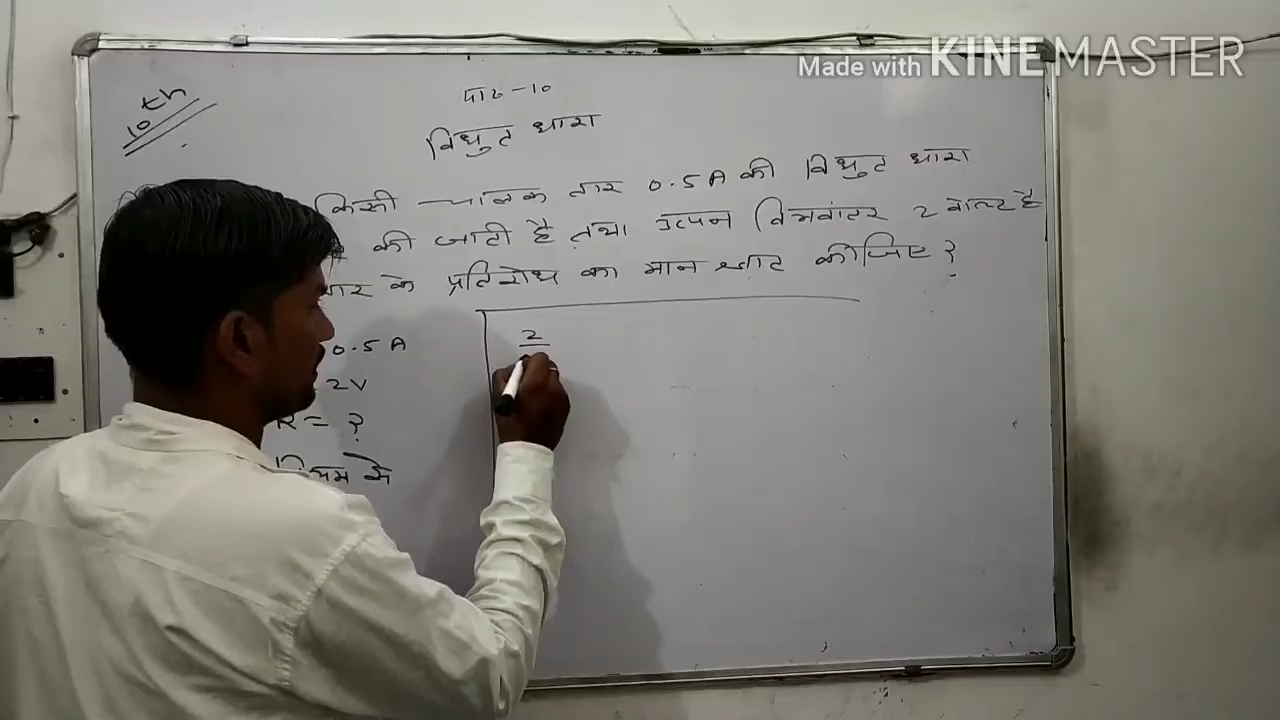 Made with KINEMASTER
10th
पाठ-10
विधुत धारा
किसी चालक तार 0.5A की विधुत धारा
की जाती है तथा उत्पन विभवांतर 2 वोल्ट है
के प्रतिरोध का मान ज्ञात कीजिए ?
0.5 A
2V
R = ?
नियम से
2